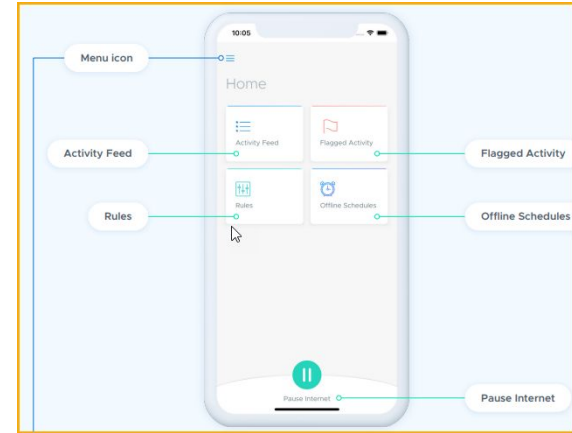 10:05
Menu icon
Home
Activity Feed
Flagged Activity
Activity Feed
Flagged Activity
Rules
Offline Schedules
Rules
Offline Schedules
Pause Internet
Pause Internet